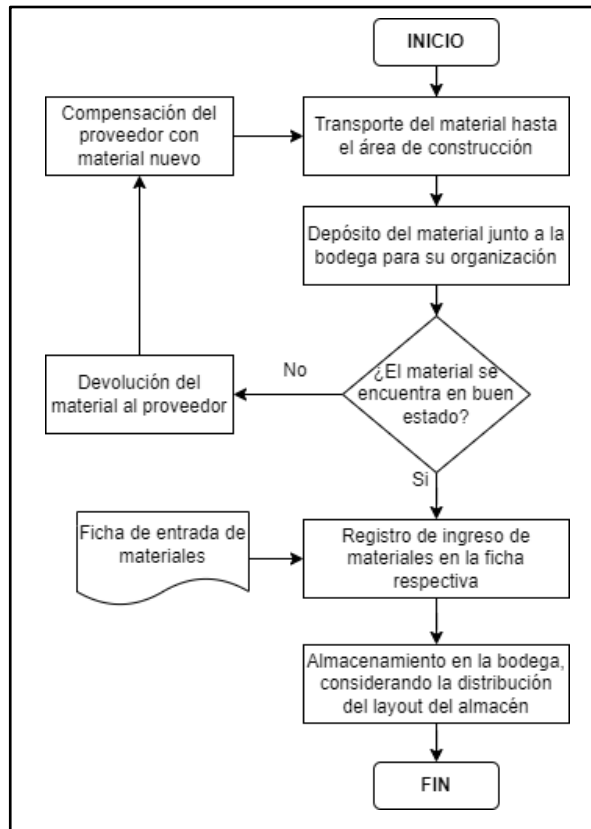 INICIO
Compensación del
proveedor con
material nuevo
Transporte del material hasta
el área de construcción
Depósito del material junto a la
bodega para su organización
¿El material se
encuentra en buen
estado?
No
Devolución del
material al proveedor
Si
Ficha de entrada de
materiales
Registro de ingreso de
materiales en la ficha
respectiva
Almacenamiento en la bodega,
considerando la distribución
del layout del almacén
FIN